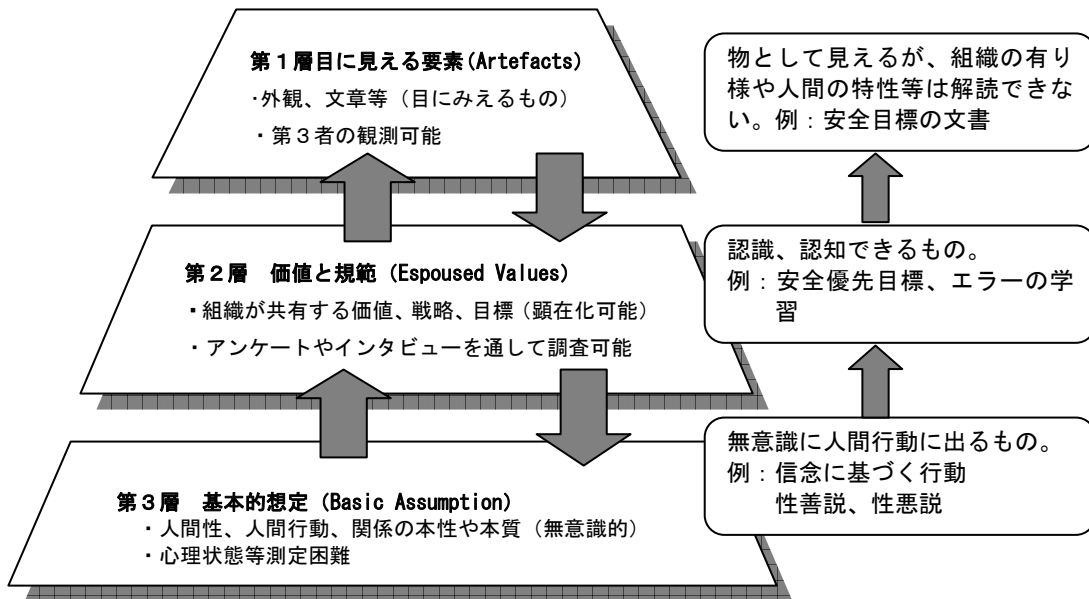 第１層目に見える要素(Artefacts)
・外観、文章等（目にみえるもの）
・第３者の観測可能
物として見えるが、組織の有り
様や人間の特性等は解読できな
い。例：安全目標の文書
第２層　価値と規範 (Espoused Values)
・組織が共有する価値、戦略、目標（顕在化可能）
・アンケートやインタビューを通して調査可能
認識、認知できるもの。
例：安全優先目標、エラーの学
習
第３層　基本的想定 (Basic Assumption)
・人間性、人間行動、関係の本性や本質（無意識的）
・心理状態等測定困難
無意識に人間行動に出るもの。
例：信念に基づく行動
性善説、性悪説